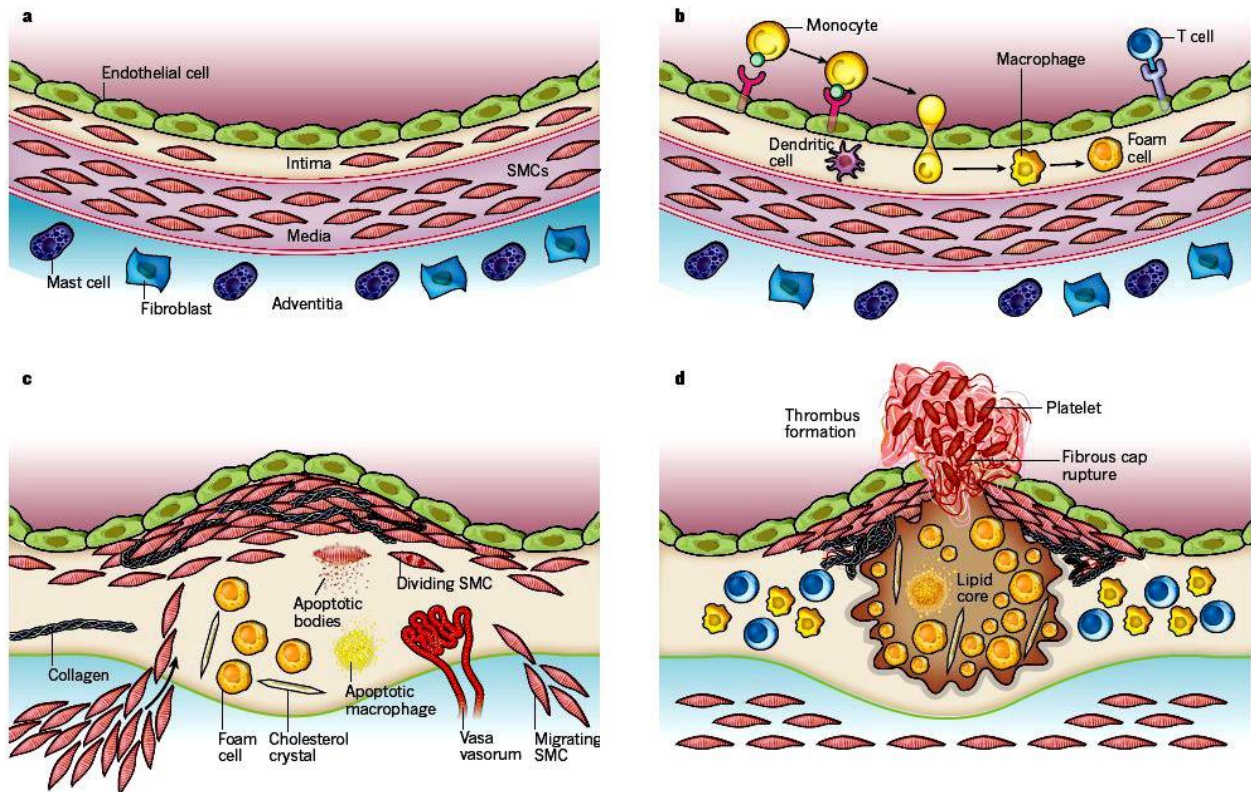 a
Endothelial cell
Intima
SMCs
Media
Mast cell
Fibroblast
Adventitia
b
Monocyte
T cell
Macrophage
Dendritic
cell
Foam
cell
c
Dividing SMC
Apoptotic
bodies
Collagen
Apoptotic
macrophage
Foam
cell
Cholesterol
crystal
Vasa
vasorum
Migrating
SMC
d
Thrombus
formation
Platelet
Fibrous cap
rupture
Lipid
core